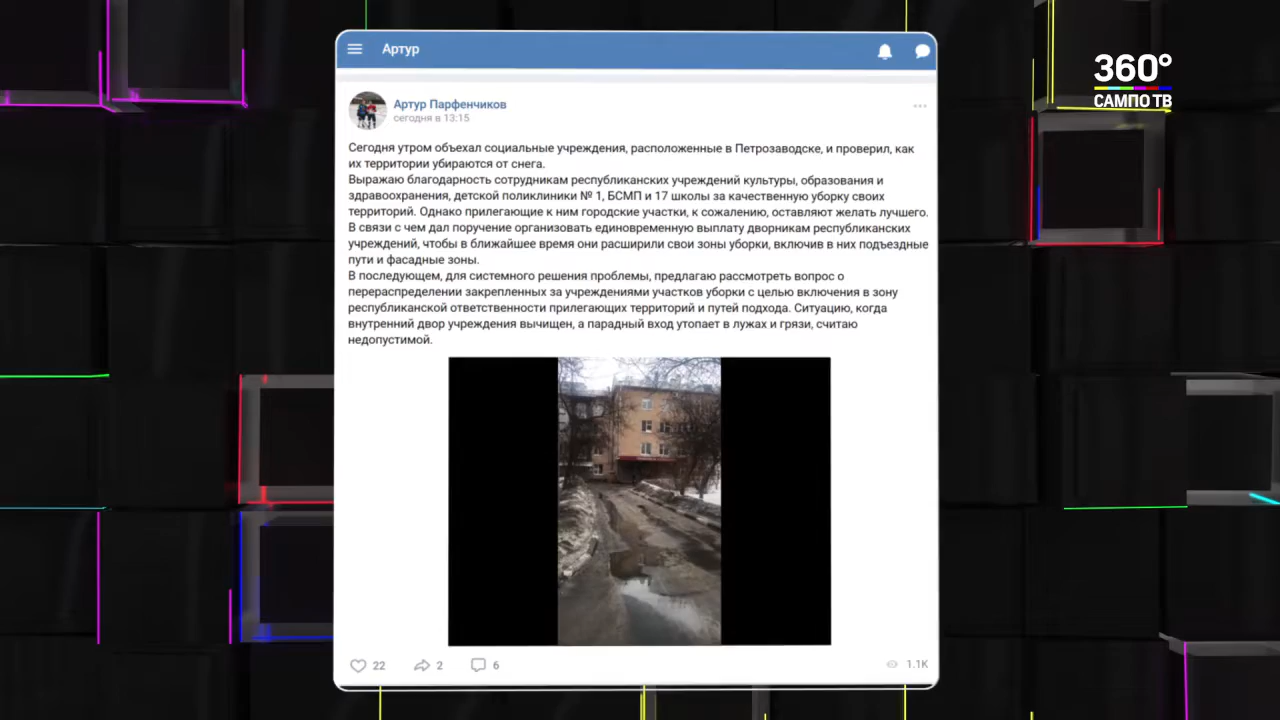 Артур
360°
САМПО ТВ
Артур Парфенчиков
сегодня в 13:15
Сегодня утром объехал социальные учреждения, расположенные в Петрозаводске, и проверил, как
их территории убираются от снега.
Выражаю благодарность сотрудникам республиканских учреждений культуры, образования и
здравоохранения, детской поликлиники № 1, БСМП и 17 школы за качественную уборку своих
территорий. Однако прилегающие к ним городские участки, к сожалению, оставляют желать лучшего.
В связи с чем дал поручение организовать единовременную выплату дворникам республиканских
учреждений, чтобы в ближайшее время они расширили свои зоны уборки, включив в них подъездные
пути и фасадные зоны.
В последующем, для системного решения проблемы, предлагаю рассмотреть вопрос о
перераспределении закрепленных за учреждениями участков уборки с целью включения в зону
республиканской ответственности прилегающих территорий и путей подхода. Ситуацию, когда
внутренний двор учреждения вычищен, а парадный вход утопает в лужах и грязи, считаю
недопустимой.
22 2 6 1.1K